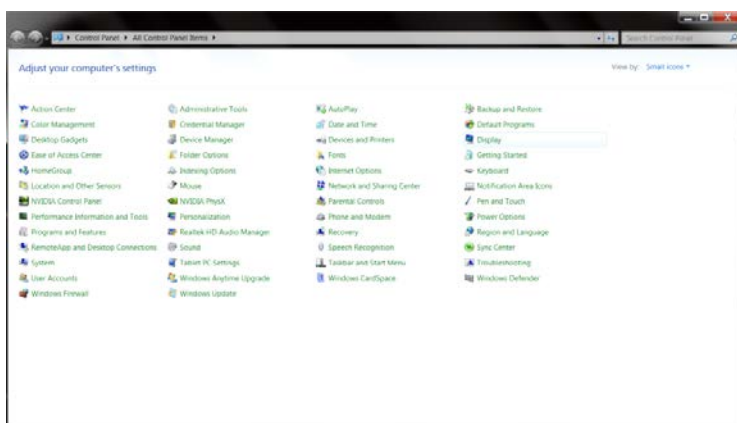 Control Panel ▸ All Control Panel Items ▸
Search Control Panel
Adjust your computer's settings
View by: Small icons
Action Center
Administrative Tools
AutoPlay
Backup and Restore
Color Management
Credential Manager
Date and Time
Default Programs
Desktop Gadgets
Device Manager
Devices and Printers
Display
Ease of Access Center
Folder Options
Fonts
Getting Started
HomeGroup
Indexing Options
Internet Options
Keyboard
Location and Other Sensors
Mouse
Network and Sharing Center
Notification Area Icons
NVIDIA Control Panel
NVIDIA PhysX
Parental Controls
Pen and Touch
Performance Information and Tools
Personalization
Phone and Modem
Power Options
Programs and Features
Realtek HD Audio Manager
Recovery
Region and Language
RemoteApp and Desktop Connections
Sound
Speech Recognition
Sync Center
System
Tablet PC Settings
Taskbar and Start Menu
Troubleshooting
User Accounts
Windows Anytime Upgrade
Windows CardSpace
Windows Defender
Windows Firewall
Windows Update